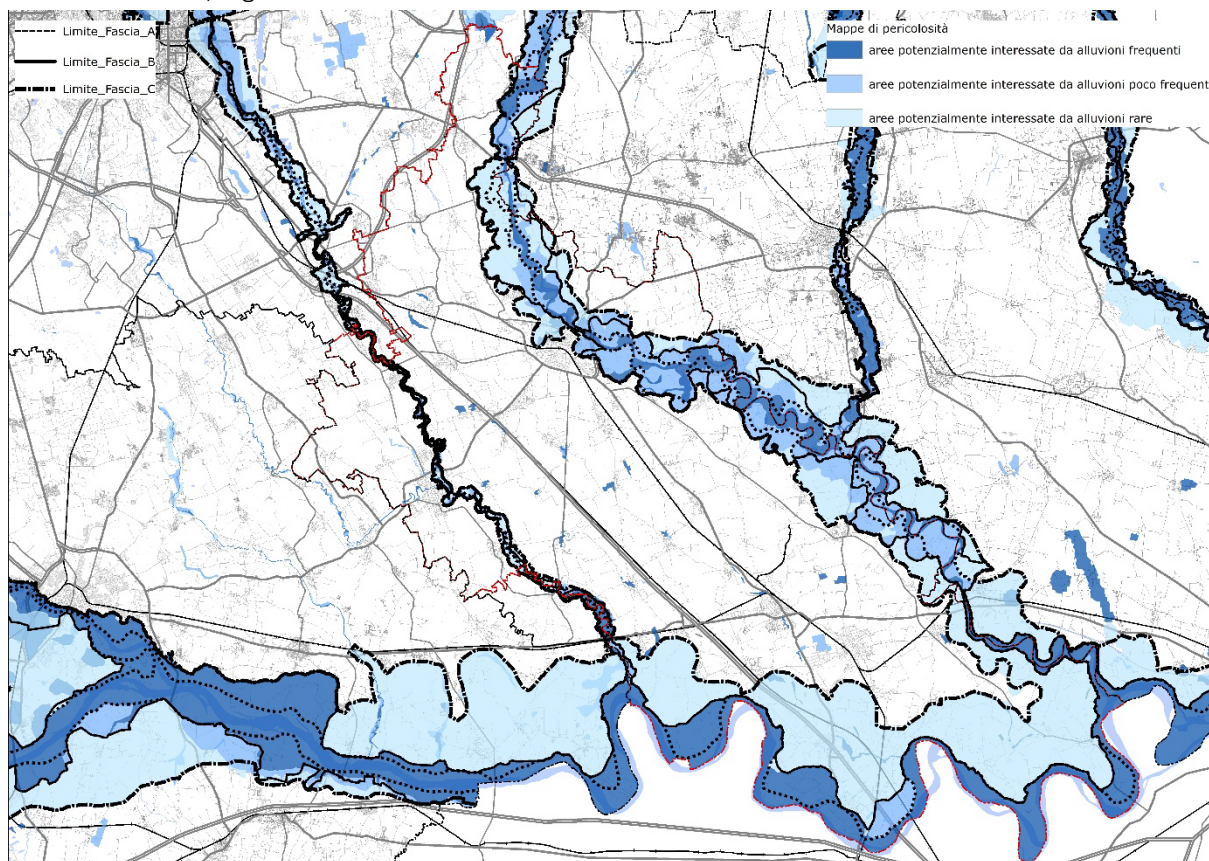 Limite_Fascia_A
Limite_Fascia_B
Limite_Fascia_C
Mappe di pericolosità
aree potenzialmente interessate da alluvioni frequenti
aree potenzialmente interessate da alluvioni poco frequent
aree potenzialmente interessate da alluvioni rare